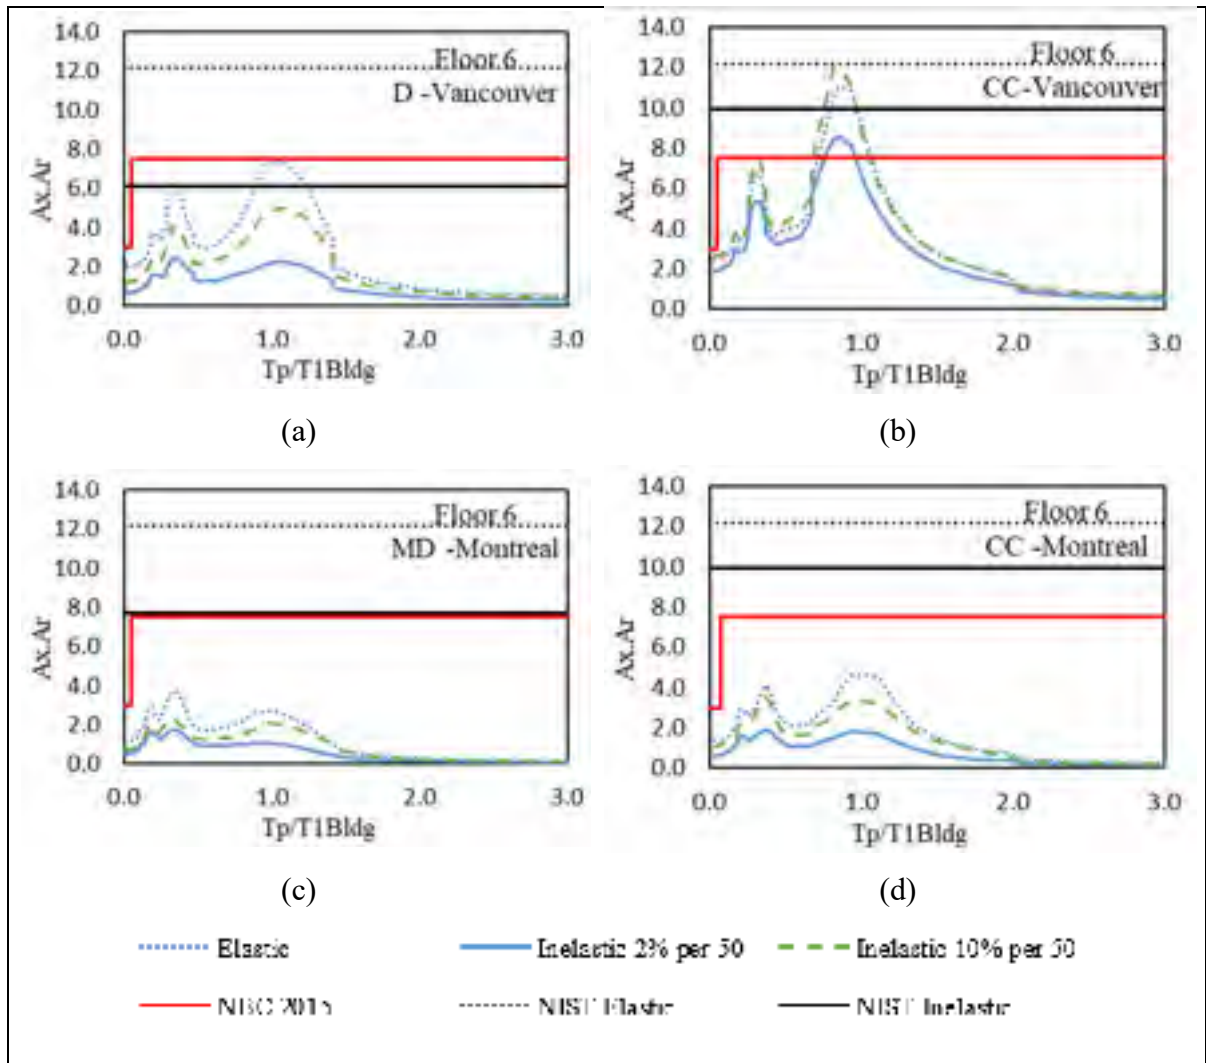 14.0
12.0
10.0
8.0
6.0
4.0
2.0
0.0
Ax.Ar
Floor 6
D -Vancouver
0.0 1.0 2.0 3.0
Tp/T1Bldg
(a)
14.0
12.0
10.0
8.0
6.0
4.0
2.0
0.0
Ax.Ar
Floor 6
CC-Vancouver
0.0 1.0 2.0 3.0
Tp/T1Bldg
(b)
14.0
12.0
10.0
8.0
6.0
4.0
2.0
0.0
Ax.Ar
Floor 6
MD -Montreal
0.0 1.0 2.0 3.0
Tp/T1Bldg
(c)
14.0
12.0
10.0
8.0
6.0
4.0
2.0
0.0
Ax.Ar
Floor 6
CC -Montreal
0.0 1.0 2.0 3.0
Tp/T1Bldg
(d)
Elastic Inelastic 2% per 50 Inelastic 10% per 50
NBC 2015 NIST Elastic NIST Inelastic